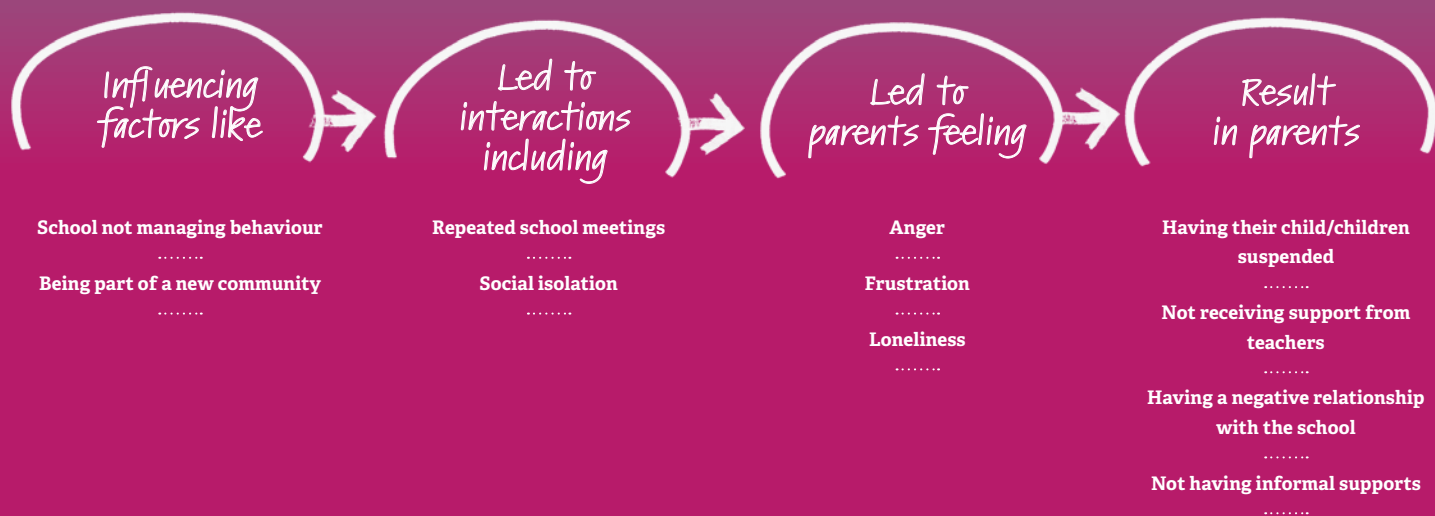 Influencing
factors like
Led to
interactions
including
Led to
parents feeling
Result
in parents
School not managing behaviour
........
Being part of a new community
........
Repeated school meetings
........
Social isolation
........
Anger
........
Frustration
........
Loneliness
........
Having their child/children
suspended
........
Not receiving support from
teachers
........
Having a negative relationship
with the school
........
Not having informal supports
........